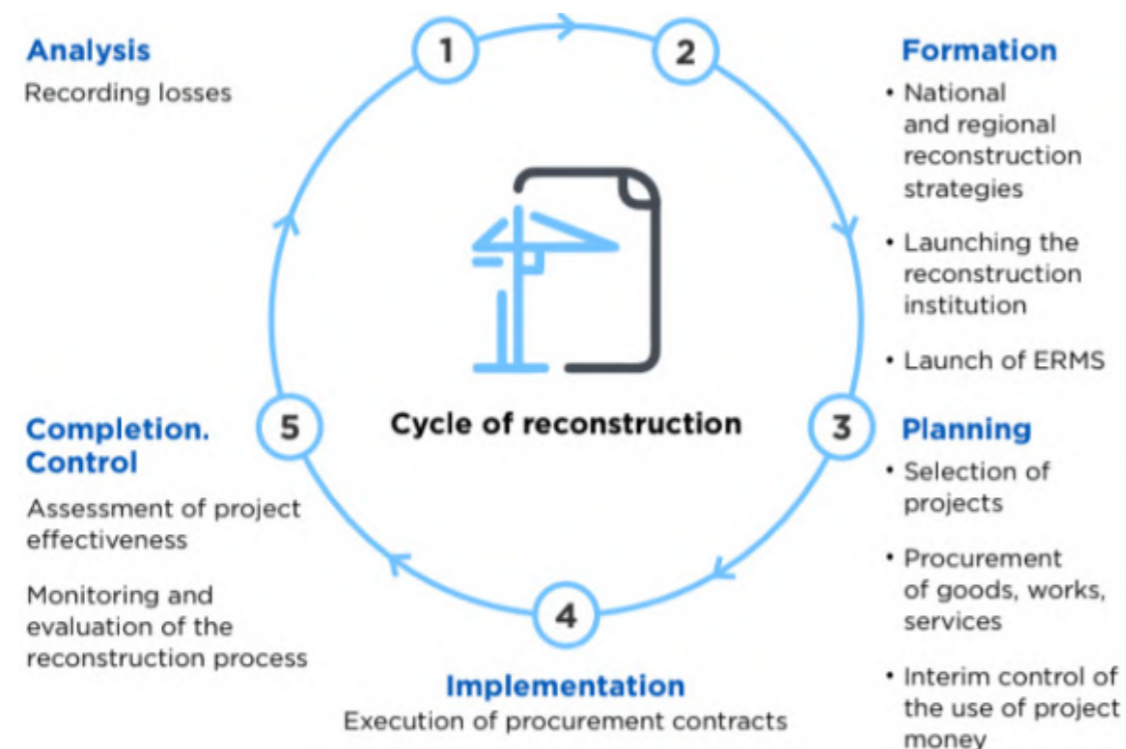 1
Analysis
Recording losses
2
Formation
• National
and regional
reconstruction
strategies
• Launching the
reconstruction
institution
• Launch of ERMS
3
Planning
• Selection of
projects
• Procurement
of goods, works,
services
• Interim control of
the use of project
money
4
Implementation
Execution of procurement contracts
5
Completion.
Control
Assessment of project
effectiveness
Monitoring and
evaluation of the
reconstruction process
Cycle of reconstruction